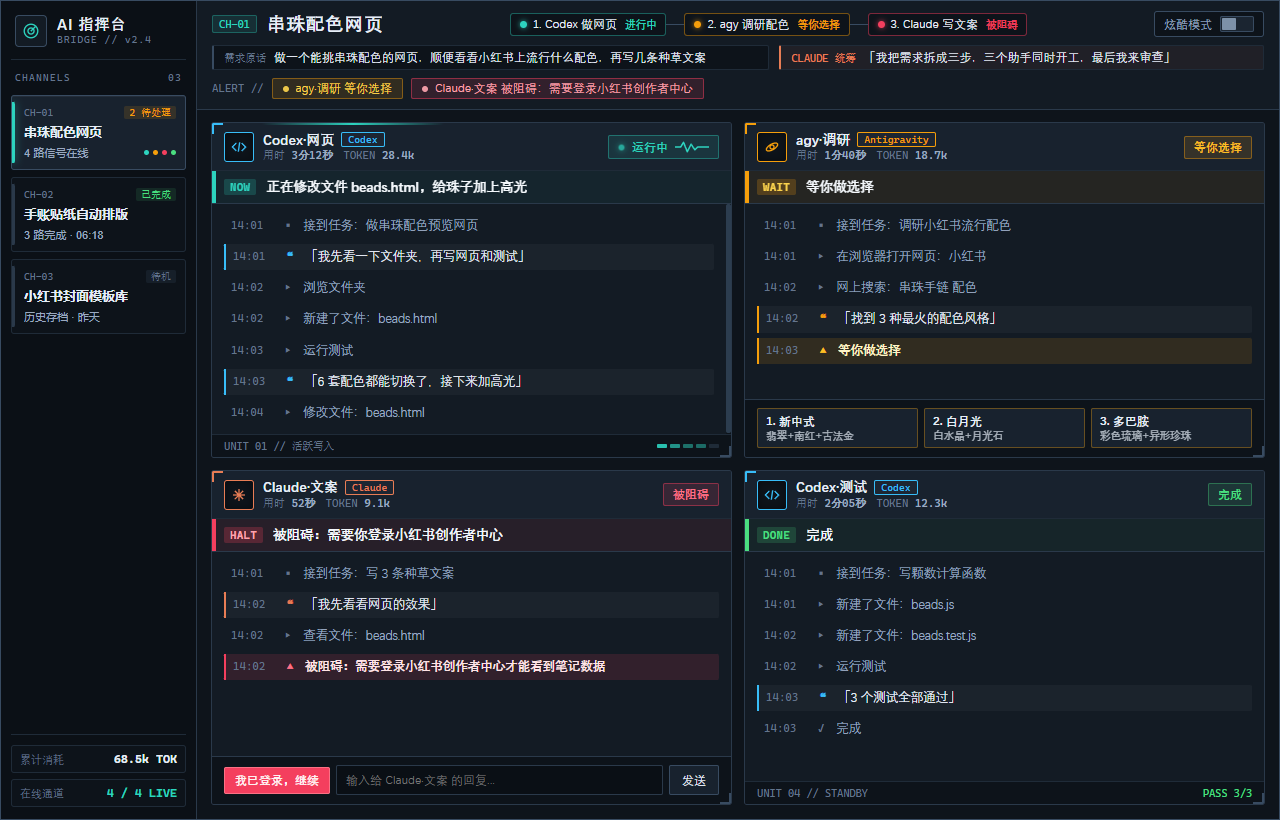 AI 指挥台
BRIDGE // v2.4
CHANNELS 03
CH-01 2 待处理
串珠配色网页
4 路信号在线
CH-02 已完成
手账贴纸自动排版
3 路完成 · 06:18
CH-03 待机
小红书封面模板库
历史存档 · 昨天
累计消耗 68.5k TOK
在线通道 4 / 4 LIVE
CH-01 串珠配色网页
1. Codex 做网页 进行中
2. agy 调研配色 等你选择
3. Claude 写文案 被阻碍
炫酷模式
需求原话 做一个能挑串珠配色的网页，顺便看看小红书上流行什么配色，再写几条种草文案
CLAUDE 统筹 「我把需求拆成三步，三个助手同时开工，最后我来审查」
ALERT // agy·调研 等你选择 Claude·文案 被阻碍：需要登录小红书创作者中心
Codex·网页 Codex
用时 3分12秒 TOKEN 28.4k
运行中
NOW 正在修改文件 beads.html，给珠子加上高光
14:01 接到任务：做串珠配色预览网页
14:01 ❝ 「我先看一下文件夹，再写网页和测试」
14:02 ▸ 浏览文件夹
14:02 ▸ 新建了文件：beads.html
14:03 ▸ 运行测试
14:03 ❝ 「6 套配色都能切换了，接下来加高光」
14:04 ▸ 修改文件：beads.html
UNIT 01 // 活跃写入
agy·调研 Antigravity
用时 1分40秒 TOKEN 18.7k
等你选择
WAIT 等你做选择
14:01 接到任务：调研小红书流行配色
14:01 ▸ 在浏览器打开网页：小红书
14:02 ▸ 网上搜索：串珠手链 配色
14:02 ❝ 「找到 3 种最火的配色风格」
14:03 ▲ 等你做选择
1. 新中式
翡翠+南红+古法金
2. 白月光
白水晶+月光石
3. 多巴胺
彩色琉璃+异形珍珠
Claude·文案 Claude
用时 52秒 TOKEN 9.1k
被阻碍
HALT 被阻碍：需要你登录小红书创作者中心
14:01 接到任务：写 3 条种草文案
14:02 ❝ 「我先看看网页的效果」
14:02 ▸ 查看文件：beads.html
14:02 ▲ 被阻碍：需要登录小红书创作者中心才能看到笔记数据
我已登录，继续
输入给 Claude·文案 的回复…
发送
Codex·测试 Codex
用时 2分05秒 TOKEN 12.3k
完成
DONE 完成
14:01 接到任务：写颗数计算函数
14:01 ▸ 新建了文件：beads.js
14:02 ▸ 新建了文件：beads.test.js
14:02 ▸ 运行测试
14:03 ❝ 「3 个测试全部通过」
14:03 ✓ 完成
UNIT 04 // STANDBY PASS 3/3